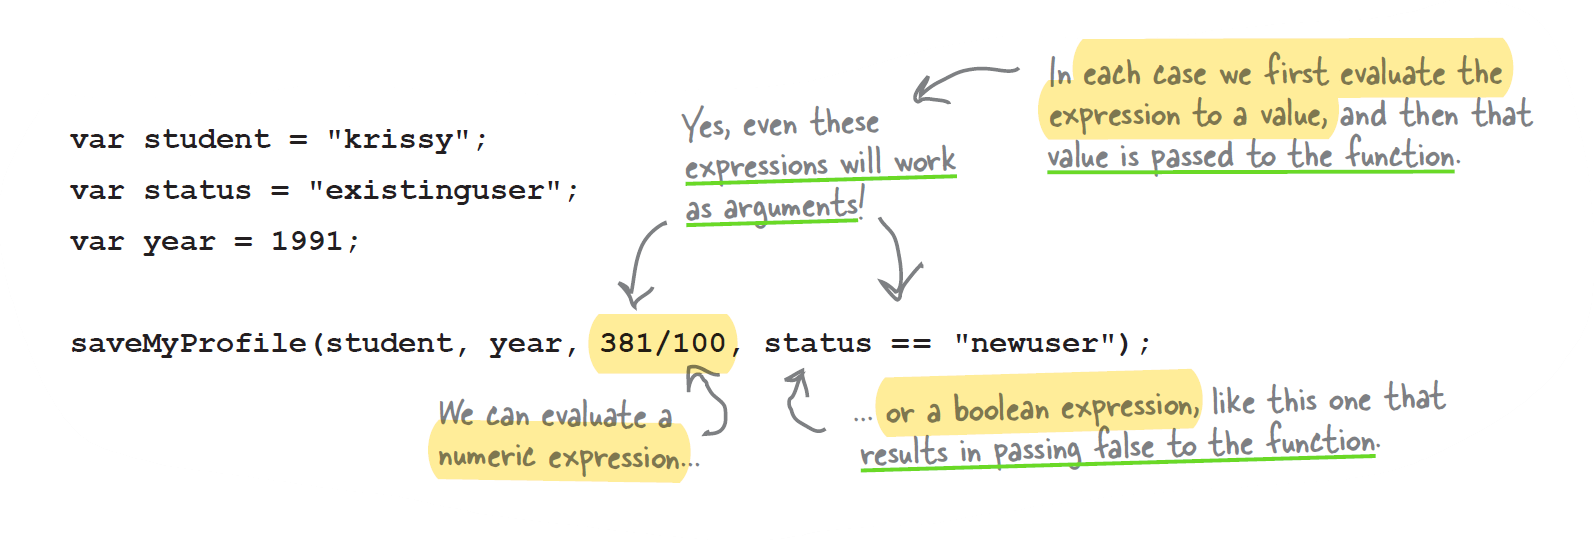 In each case we first evaluate the
expression to a value, and then that
value is passed to the function.
Yes, even these
expressions will work
as arguments!
var student = "krissy";
var status = "existinguser";
var year = 1991;
saveMyProfile(student, year, 381/100, status == "newuser");
We can evaluate a
numeric expression...
... or a boolean expression, like this one that
results in passing false to the function.